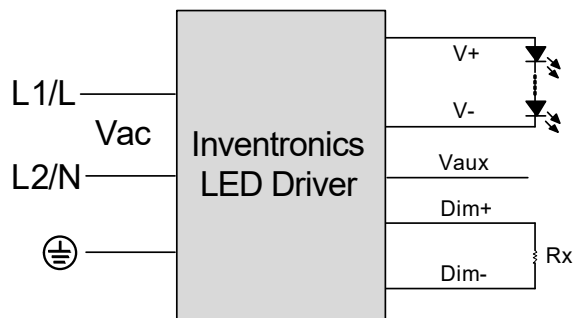 L1/L
Vac
L2/N
Inventronics
LED Driver
V+
V-
Vaux
Dim+
Rx
Dim-